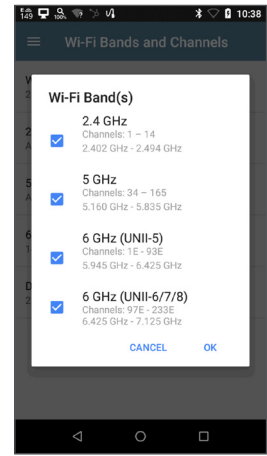 149
100%
10:38
Wi-Fi Bands and Channels
Wi-Fi Band(s)
2.4 GHz
Channels: 1 – 14
2.402 GHz - 2.494 GHz
5 GHz
Channels: 34 – 165
5.160 GHz - 5.835 GHz
6 GHz (UNII-5)
Channels: 1E - 93E
5.945 GHz - 6.425 GHz
6 GHz (UNII-6/7/8)
Channels: 97E - 233E
6.425 GHz - 7.125 GHz
CANCEL OK